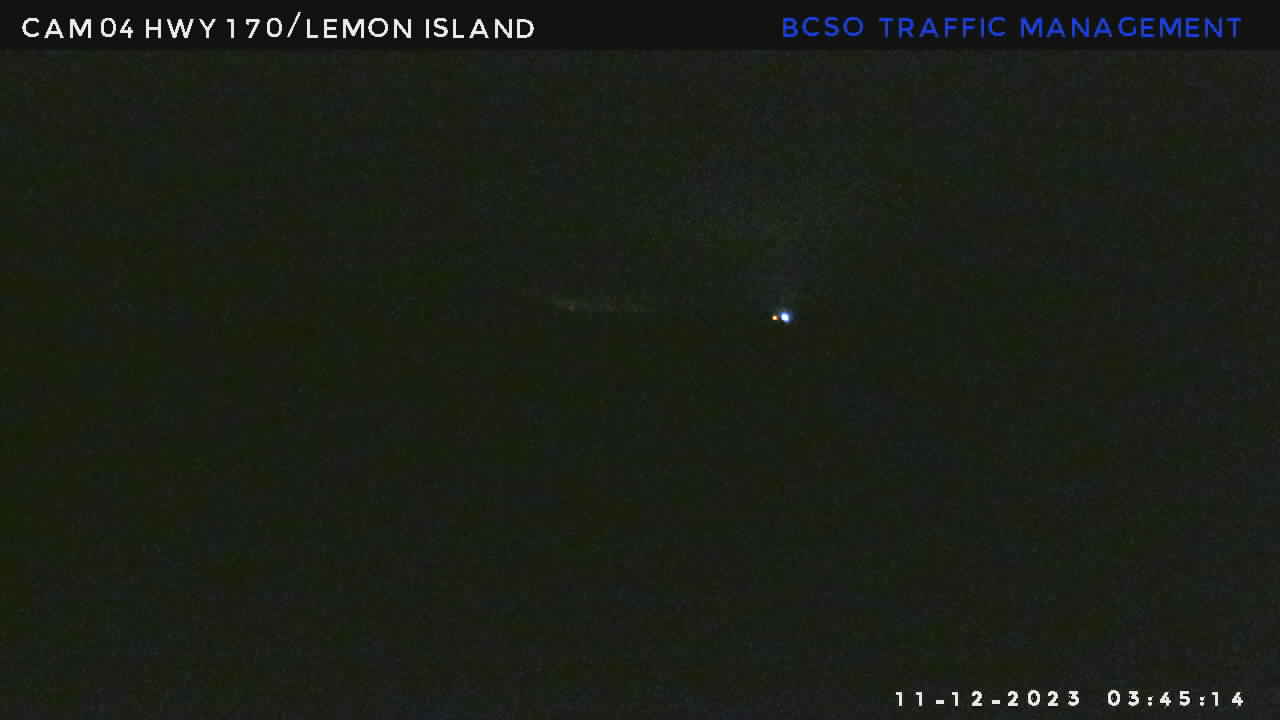 CAM04 HWY 170/LEMON ISLAND
BCSO TRAFFIC MANAGEMENT
11-12-2023 03:45:14